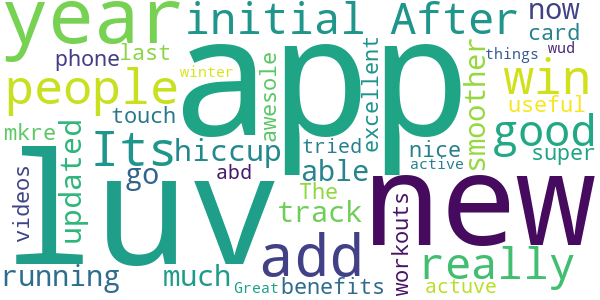 year
initial
After
now
card
phone
last
app
winter
awesole
excellent
smoother
things
wud
people
win
useful
mkre
touch
Its
hiccup
tried
nice
good
super
active
updated
videos
go
abd
able
The
luv
new
track
workouts
really
running
much
add
benefits
Great
actuve